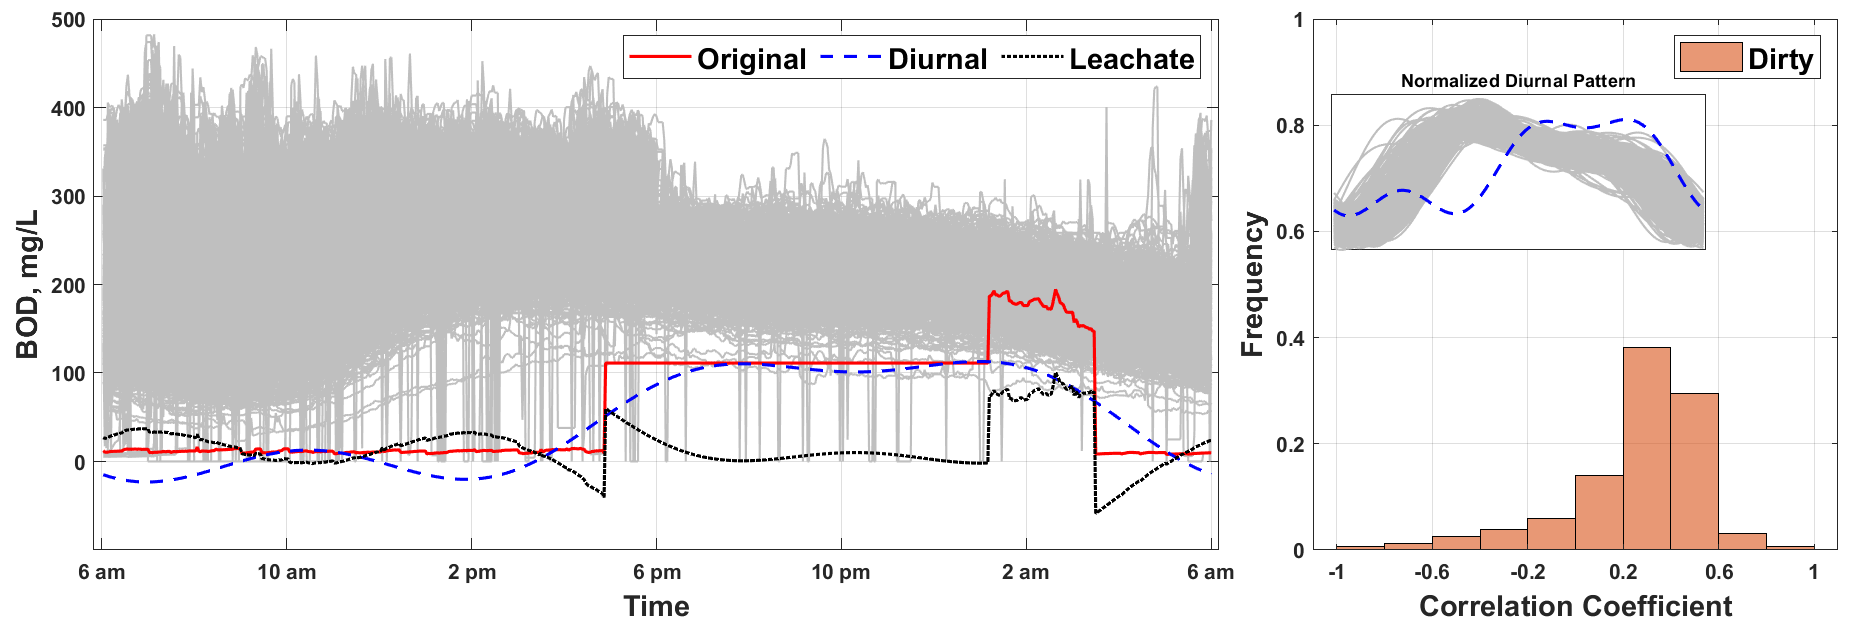 500
400
300
200
100
0
BOD, mg/L
Original Diurnal Leachate
6 am 10 am 2 pm 6 pm 10 pm 2 am 6 am
Time
1
0.8
0.6
0.4
0.2
0
Frequency
Dirty
Normalized Diurnal Pattern
-1 -0.6 -0.2 0.2 0.6 1
Correlation Coefficient